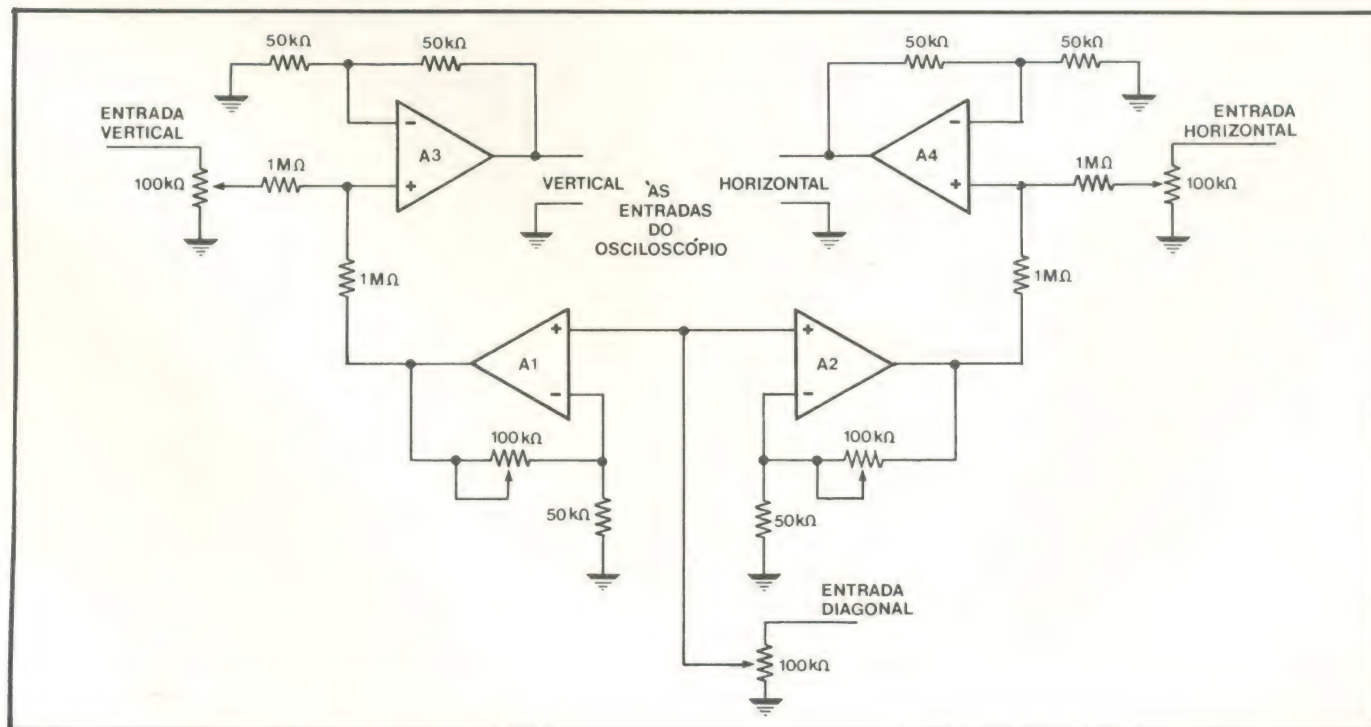 50kΩ
50kΩ
50kΩ
50kΩ
ENTRADA
VERTICAL
ENTRADA
HORIZONTAL
1MΩ
A3
A4
1MΩ
100kΩ
100kΩ
VERTICAL
HORIZONTAL
ÀS
ENTRADAS
DO
OSCILOSCÓPIO
1MΩ
1MΩ
A1
A2
100kΩ
100kΩ
50kΩ
50kΩ
ENTRADA
DIAGONAL
100kΩ